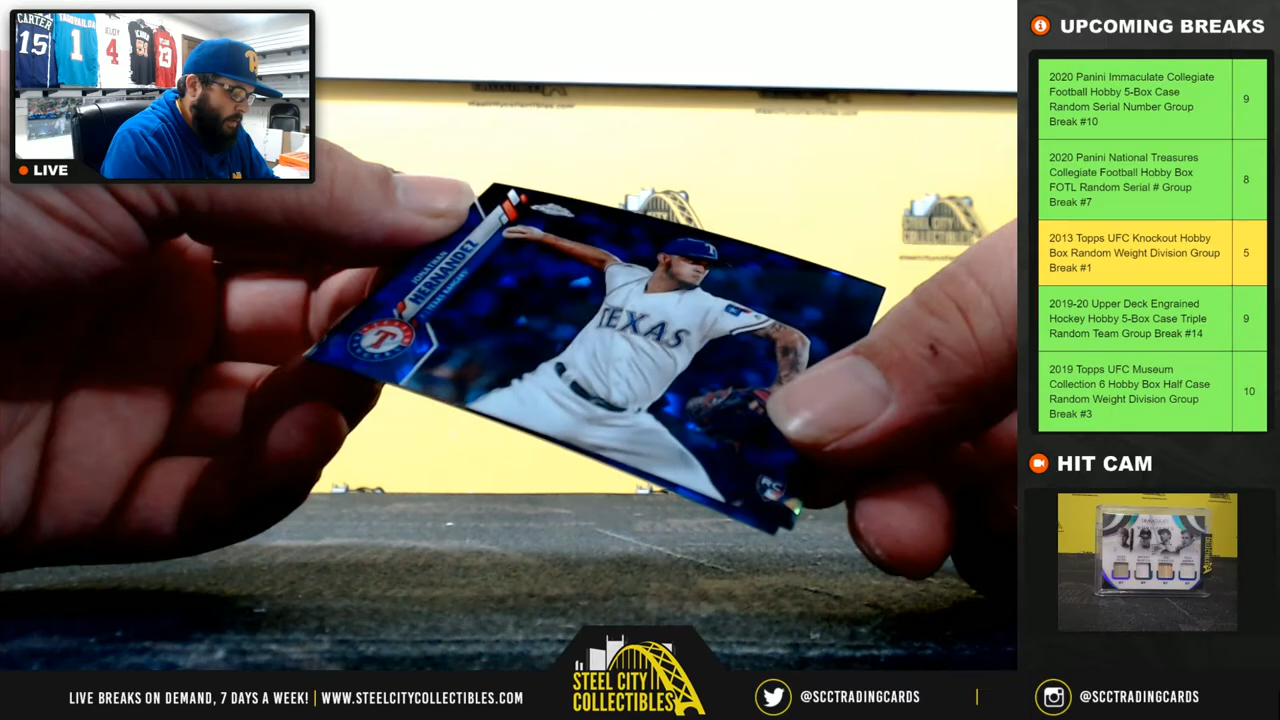 CARTER
15
1
4
LIVE
JONATHAN
HERNANDEZ
TEXAS RANGERS
T
TEXAS
RC
UPCOMING BREAKS
2020 Panini Immaculate Collegiate
Football Hobby 5-Box Case
Random Serial Number Group
Break #10
9
2020 Panini National Treasures
Collegiate Football Hobby Box
FOTL Random Serial # Group
Break #7
8
2013 Topps UFC Knockout Hobby
Box Random Weight Division Group
Break #1
5
2019-20 Upper Deck Engrained
Hockey Hobby 5-Box Case Triple
Random Team Group Break #14
9
2019 Topps UFC Museum
Collection 6 Hobby Box Half Case
Random Weight Division Group
Break #3
10
HIT CAM
LIVE BREAKS ON DEMAND, 7 DAYS A WEEK! | WWW.STEELCITYCOLLECTIBLES.COM
STEEL CITY
COLLECTIBLES
@SCCTRADINGCARDS
@SCCTRADINGCARDS